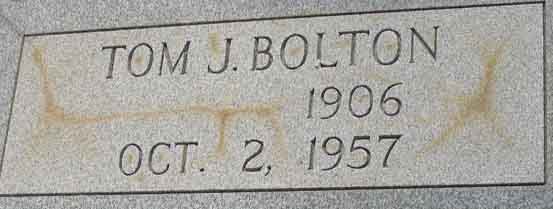 TOM J. BOLTON
1906
OCT. 2, 1957